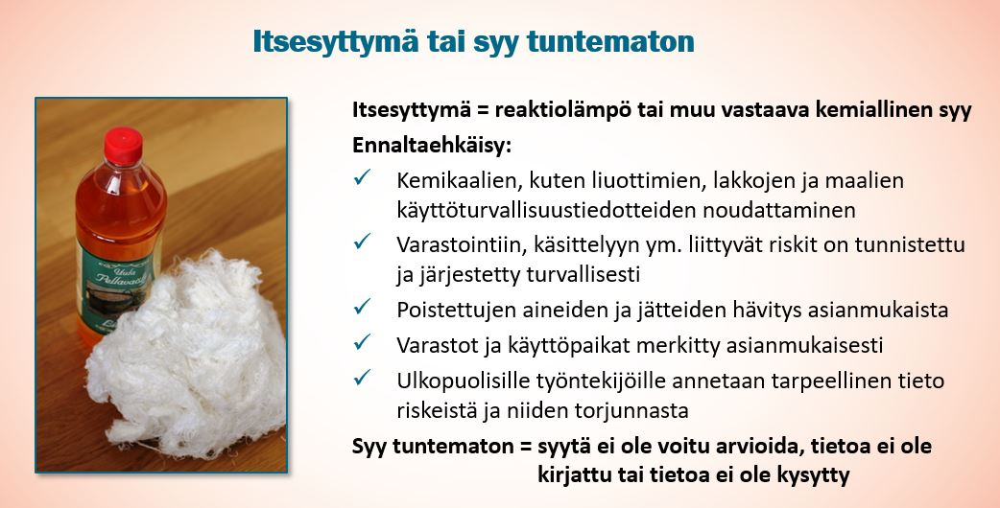 Itsesyttymä tai syy tuntematon
Itsesyttymä = reaktiolämpö tai muu vastaava kemiallinen syy
Ennaltaehkäisy:
Kemikaalien, kuten liuottimien, lakkojen ja maalien
käyttöturvallisuustiedotteiden noudattaminen
Varastointiin, käsittelyyn ym. liittyvät riskit on tunnistettu
ja järjestetty turvallisesti
Poistettujen aineiden ja jätteiden hävitys asianmukaista
Varastot ja käyttöpaikat merkitty asianmukaisesti
Ulkopuolisille työntekijöille annetaan tarpeellinen tieto
riskeistä ja niiden torjunnasta
Syy tuntematon = syytä ei ole voitu arvioida, tietoa ei ole
kirjattu tai tietoa ei ole kysytty
Uula